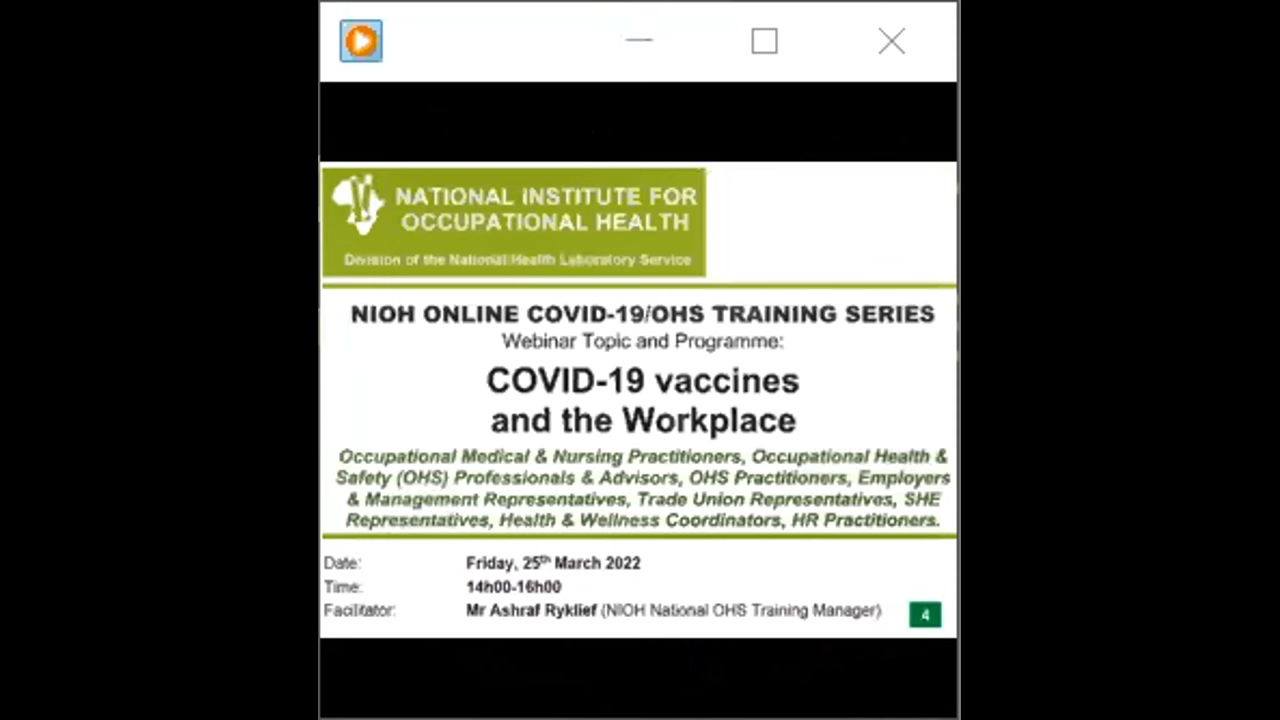 NATIONAL INSTITUTE FOR
OCCUPATIONAL HEALTH
Division of the National Health Laboratory Service
NIOH ONLINE COVID-19/OHS TRAINING SERIES
Webinar Topic and Programme:
COVID-19 vaccines
and the Workplace
Occupational Medical & Nursing Practitioners, Occupational Health &
Safety (OHS) Professionals & Advisors, OHS Practitioners, Employers
& Management Representatives, Trade Union Representatives, SHE
Representatives, Health & Wellness Coordinators, HR Practitioners.
Date: Friday, 25th March 2022
Time: 14h00-16h00
Facilitator: Mr Ashraf Ryklief (NIOH National OHS Training Manager)
4